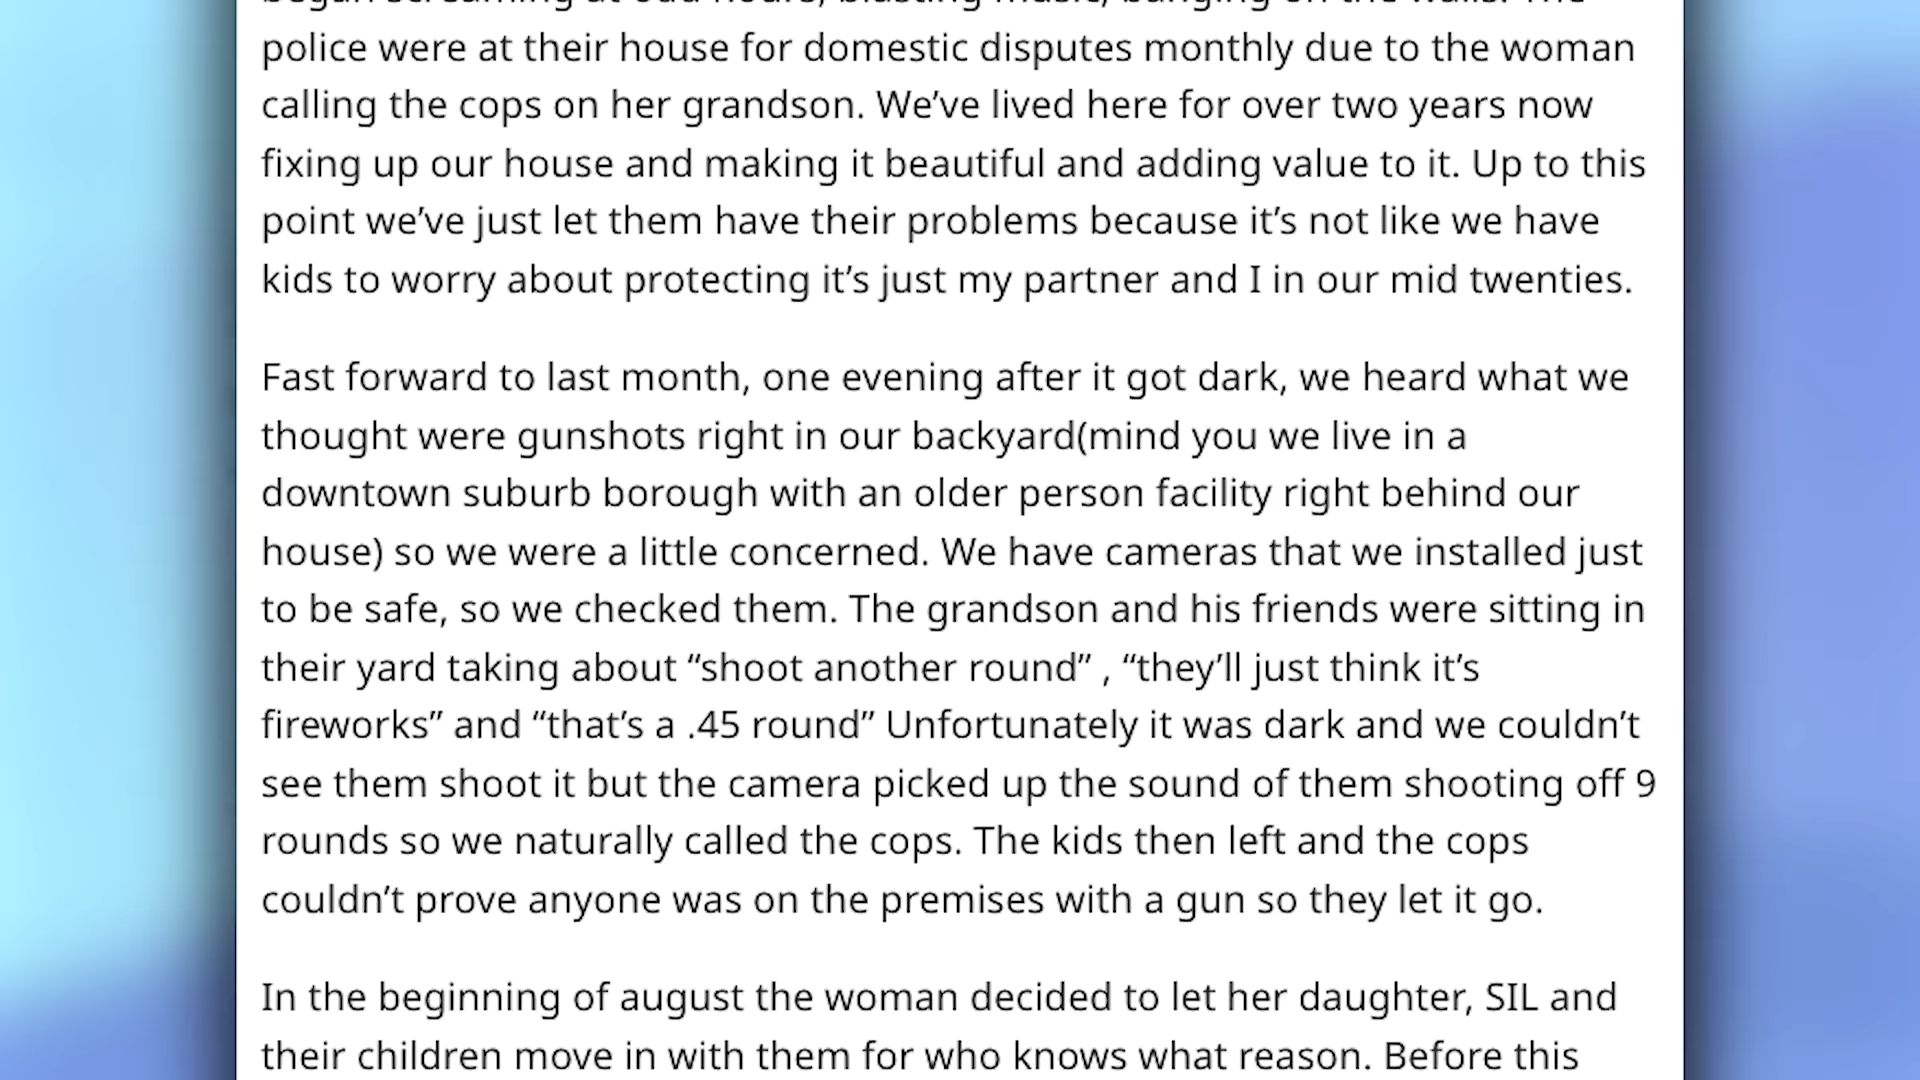 began screaming at odd hours, blasting music, banging on the walls. The
police were at their house for domestic disputes monthly due to the woman
calling the cops on her grandson. We’ve lived here for over two years now
fixing up our house and making it beautiful and adding value to it. Up to this
point we’ve just let them have their problems because it’s not like we have
kids to worry about protecting it’s just my partner and I in our mid twenties.
Fast forward to last month, one evening after it got dark, we heard what we
thought were gunshots right in our backyard(mind you we live in a
downtown suburb borough with an older person facility right behind our
house) so we were a little concerned. We have cameras that we installed just
to be safe, so we checked them. The grandson and his friends were sitting in
their yard taking about “shoot another round” , “they’ll just think it’s
fireworks” and “that’s a .45 round” Unfortunately it was dark and we couldn’t
see them shoot it but the camera picked up the sound of them shooting off 9
rounds so we naturally called the cops. The kids then left and the cops
couldn’t prove anyone was on the premises with a gun so they let it go.
In the beginning of august the woman decided to let her daughter, SIL and
their children move in with them for who knows what reason. Before this